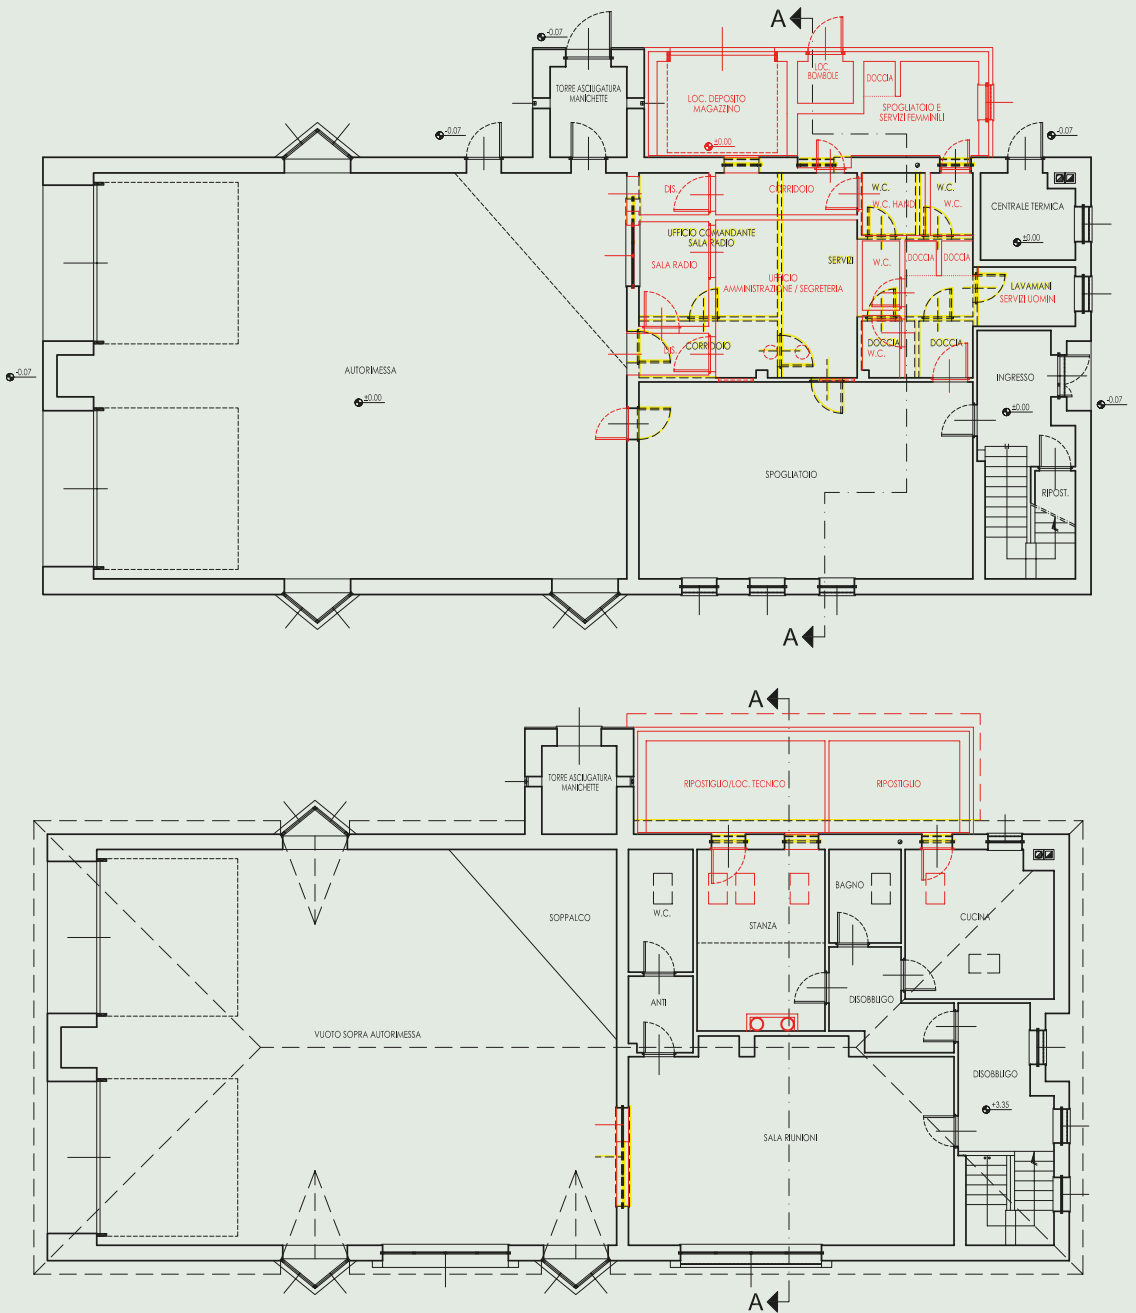 A
-0.07
-0.07
TORRE ASCIUGATURA
MANICHETTE
LOC. DEPOSITO
MAGAZZINO
±0.00
LOC.
BOMBOLE
DOCCIA
SPOGLIATOIO E
SERVIZI FEMMINILI
-0.07
DIS.
CORRIDOIO
W.C.
W.C. HAND
W.C.
W.C.
CENTRALE TERMICA
±0.00
UFFICIO COMANDANTE
SALA RADIO
SALA RADIO
SERVIZI
W.C.
DOCCIA
DOCCIA
UFFICIO
AMMINISTRAZIONE / SEGRETERIA
LAVAMANI
SERVIZI UOMINI
DIS.
CORRIDOIO
DOCCIA
W.C.
DOCCIA
-0.07
AUTORIMESSA
±0.00
INGRESSO
±0.00
-0.07
SPOGLIATOIO
RIPOST.
A
A
TORRE ASCIUGATURA
MANICHETTE
RIPOSTIGLIO/LOC. TECNICO
RIPOSTIGLIO
SOPPALCO
W.C.
STANZA
BAGNO
CUCINA
ANTI
DISOBBLIGO
VUOTO SOPRA AUTORIMESSA
DISOBBLIGO
+3.35
SALA RIUNIONI
A